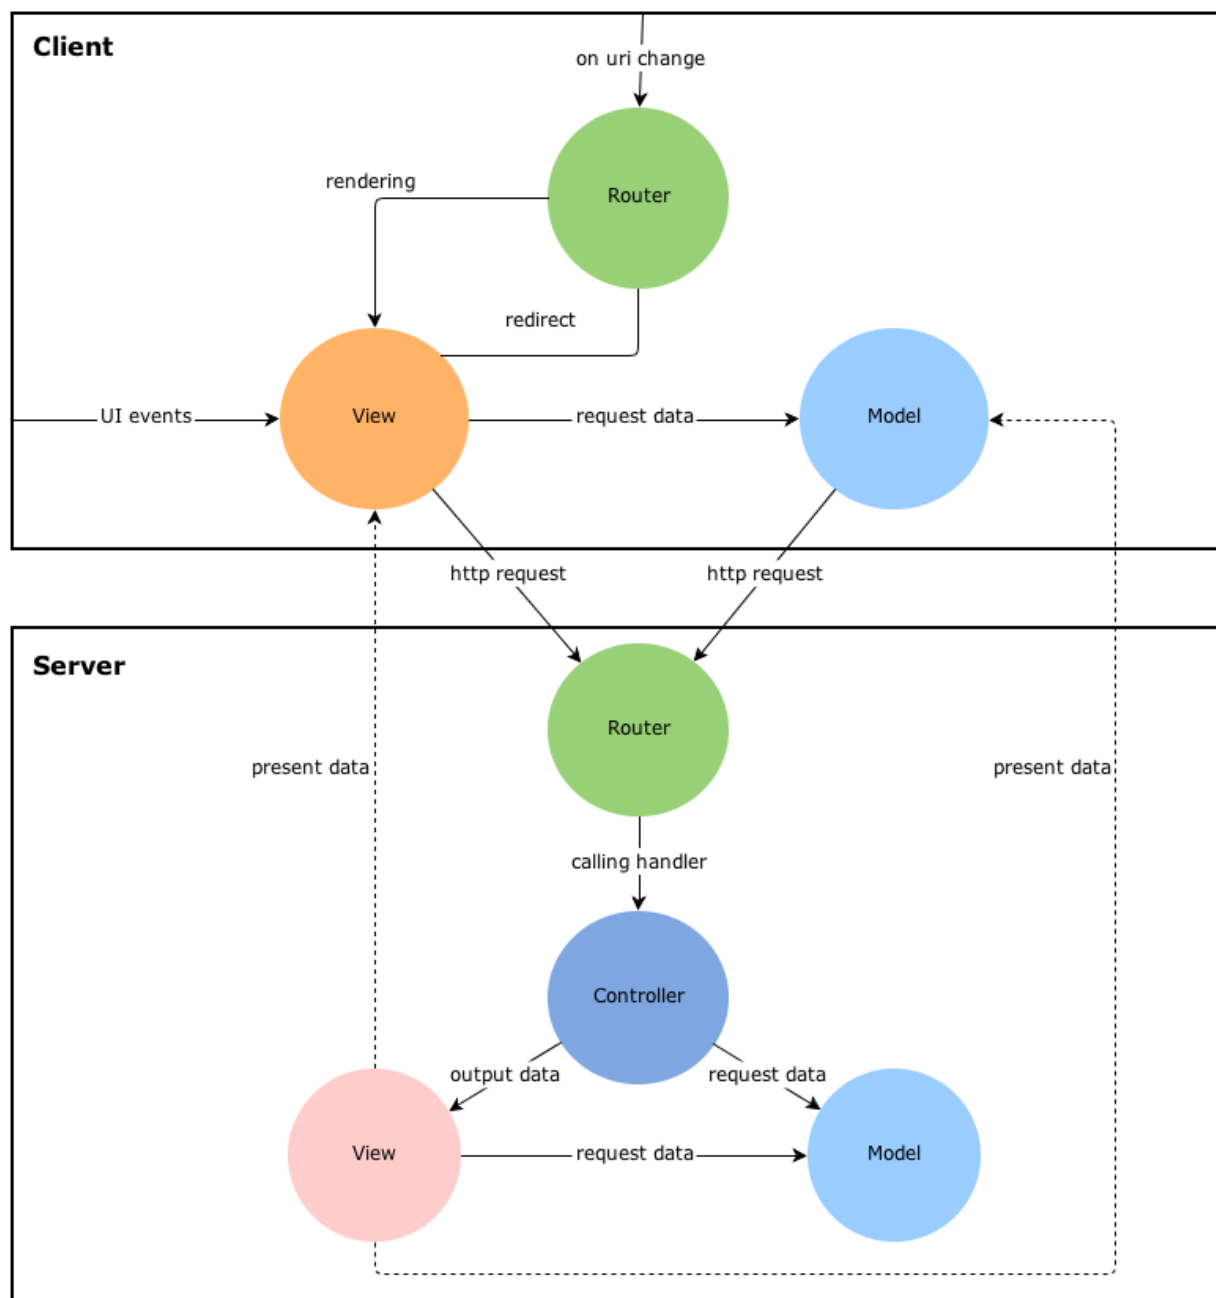 Client
on uri change
Router
rendering
redirect
UI events
View
request data
Model
http request
http request
Server
Router
present data
present data
calling handler
Controller
output data
request data
View
request data
Model